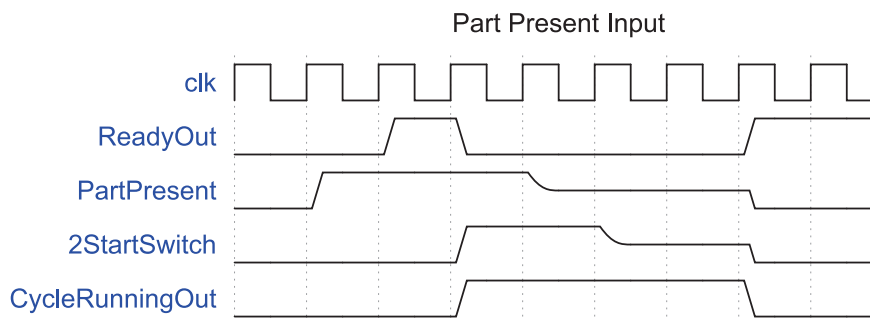 Part Present Input
clk
ReadyOut
PartPresent
2StartSwitch
CycleRunningOut